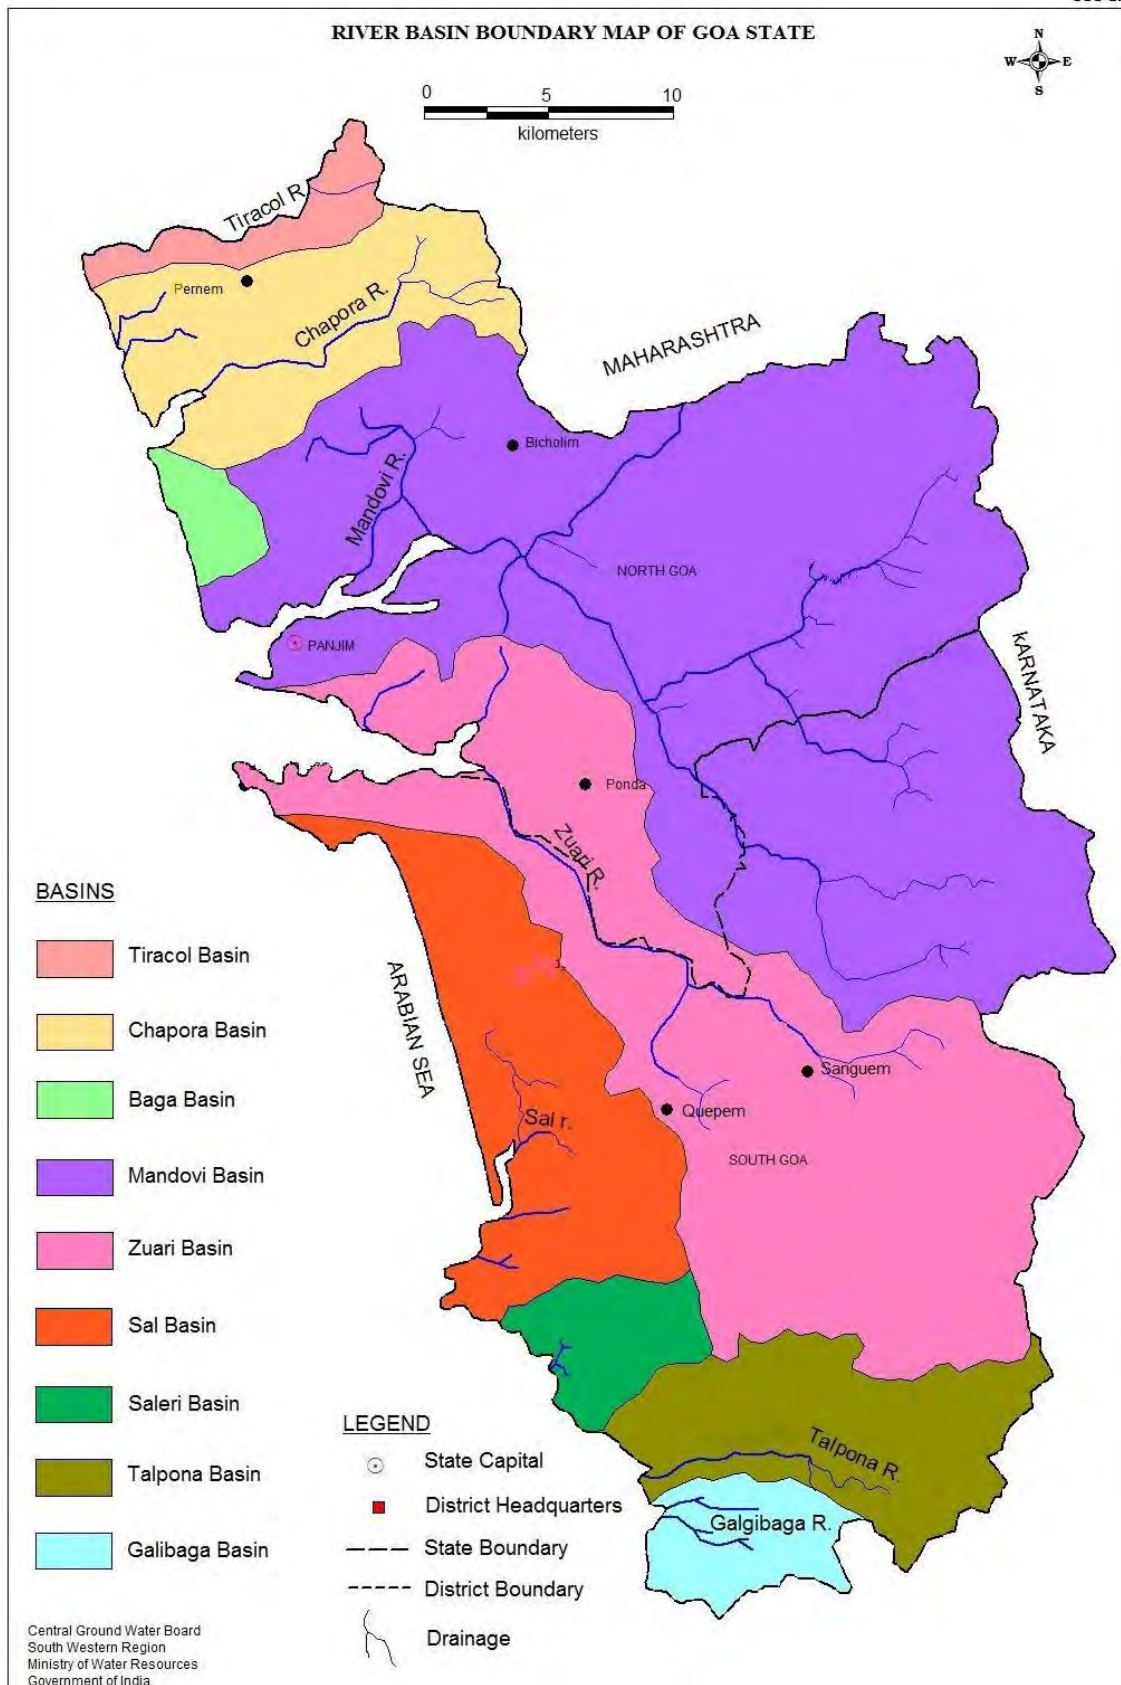 RIVER BASIN BOUNDARY MAP OF GOA STATE
N
W
E
S
0 5 10
kilometers
Tiracol R.
Pernem
Chapora R.
MAHARASHTRA
Bicholim
Mandovi R.
NORTH GOA
PANJIM
kARNATAKA
Ponda
Zuari R.
ARABIAN SEA
Sanguem
Quepem
Sal r.
SOUTH GOA
Talpona R.
Galgibaga R.
BASINS
Tiracol Basin
Chapora Basin
Baga Basin
Mandovi Basin
Zuari Basin
Sal Basin
Saleri Basin
Talpona Basin
Galibaga Basin
LEGEND
State Capital
District Headquarters
State Boundary
District Boundary
Drainage
Central Ground Water Board
South Western Region
Ministry of Water Resources
Government of India